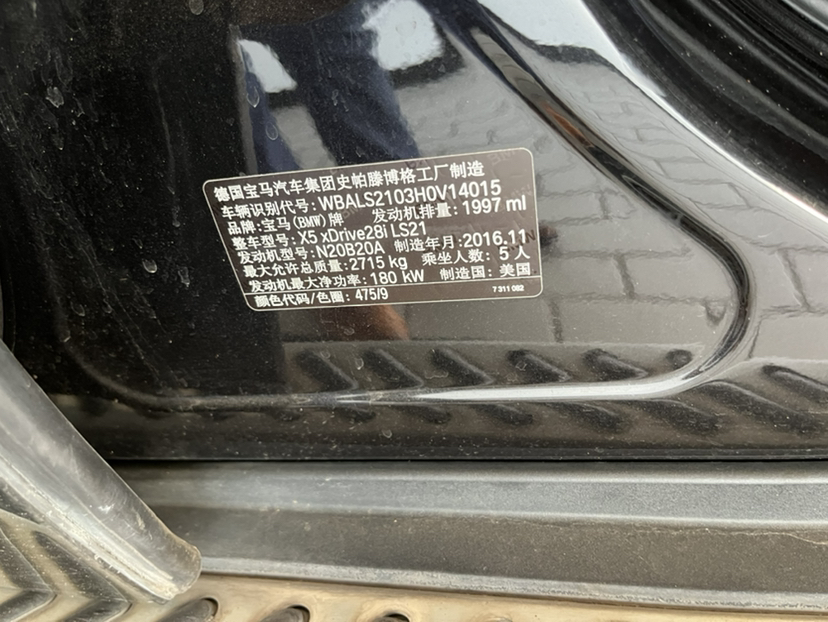 德国宝马汽车集团史帕滕博格工厂制造
车辆识别代号: WBALS2103H0V14015
品牌: 宝马(BMW)牌 发动机排量: 1997 ml
整车型号: X5 xDrive28i LS21
发动机型号: N20B20A 制造年月: 2016.11
最大允许总质量: 2715 kg 乘坐人数: 5 人
发动机最大净功率: 180 kW 制造国: 美国
颜色代码/色圈: 475/9 7 311 082